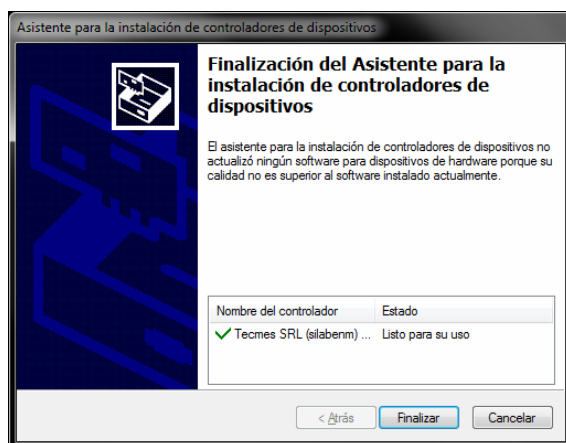 Asistente para la instalación de controladores de dispositivos
Finalización del Asistente para la
instalación de controladores de
dispositivos
El asistente para la instalación de controladores de dispositivos no
actualizó ningún software para dispositivos de hardware porque su
calidad no es superior al software instalado actualmente.
Nombre del controlador Estado
Tecmes SRL (silabenm) ... Listo para su uso
< Atrás Finalizar Cancelar